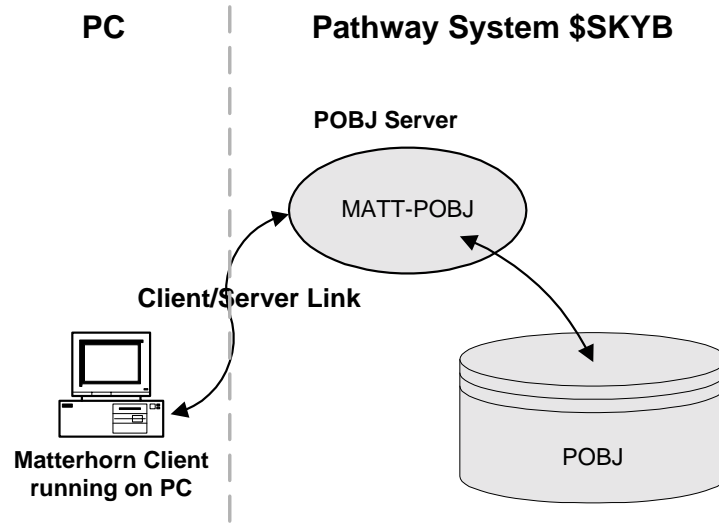 PC
Pathway System $SKYB
POBJ Server
MATT-POBJ
Client/Server Link
Matterhorn Client
running on PC
POBJ